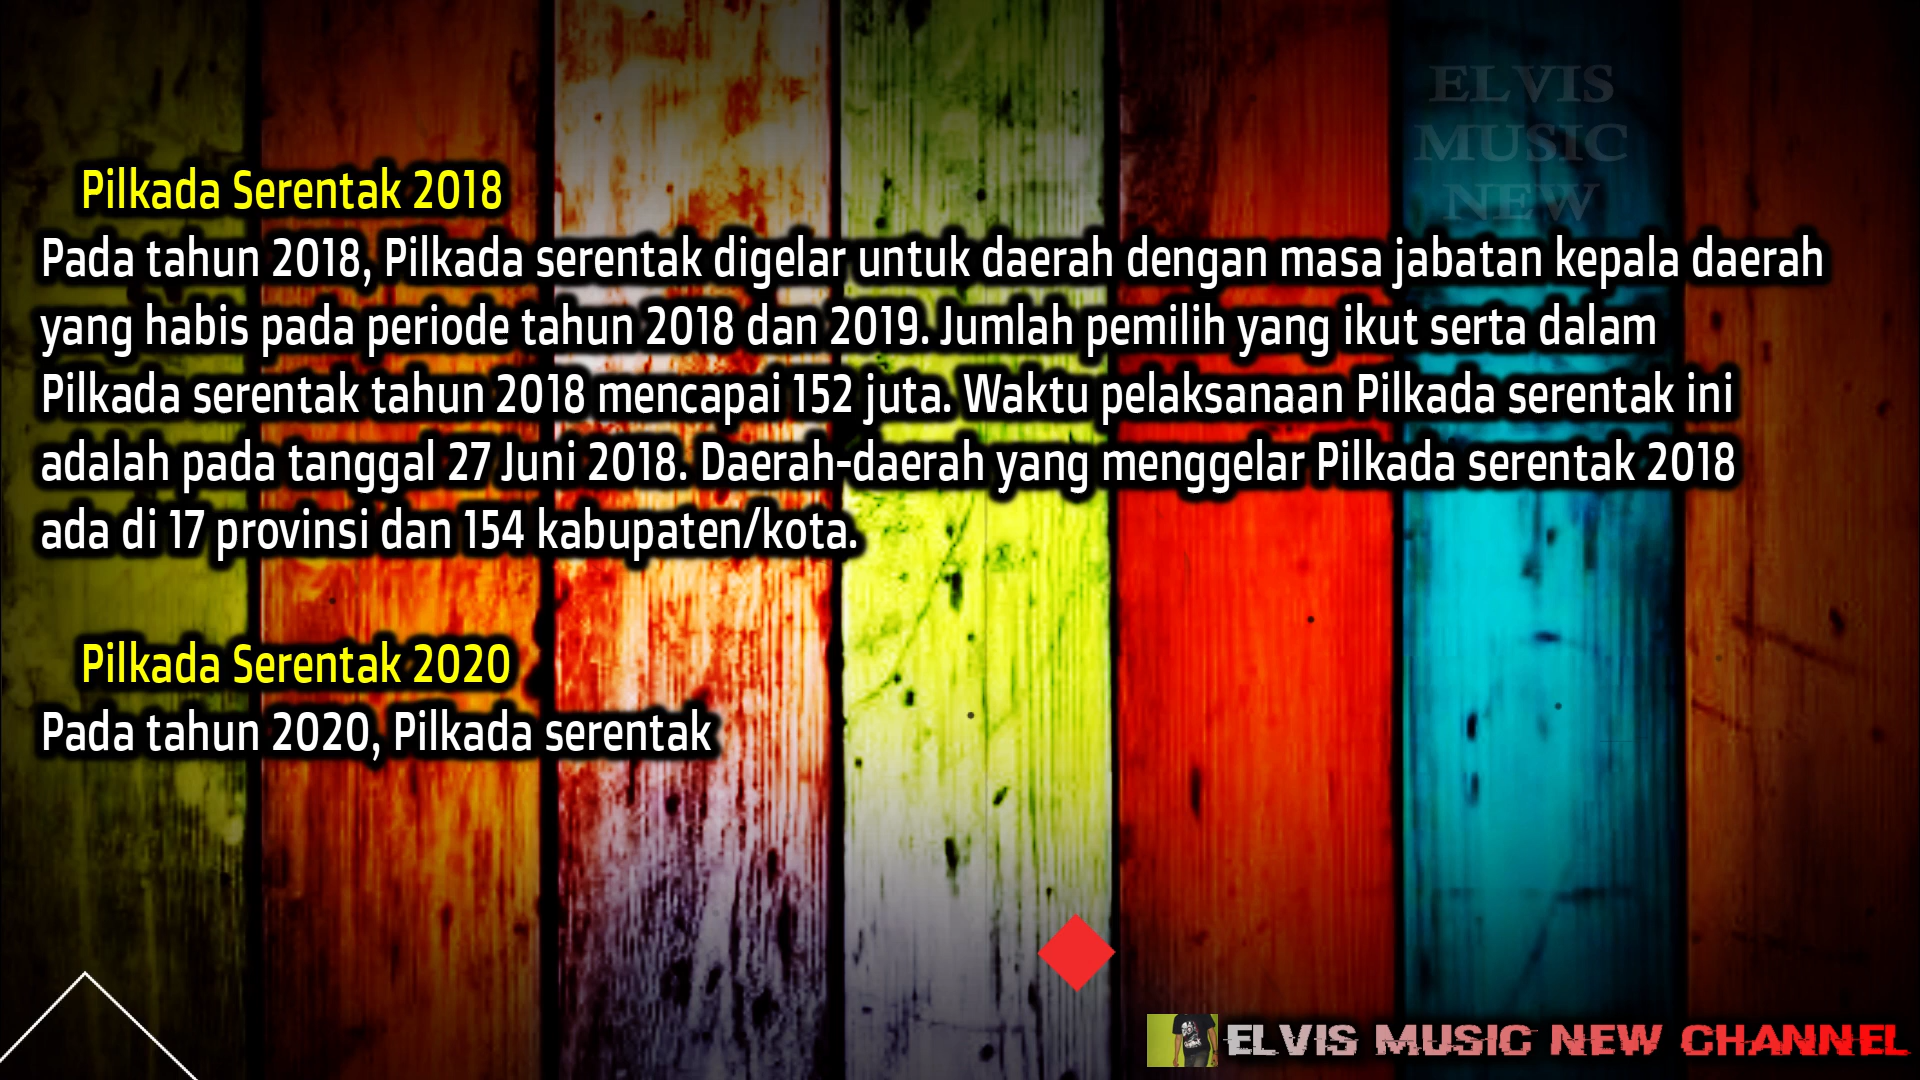 ELVIS
MUSIC
NEW
Pilkada Serentak 2018
Pada tahun 2018, Pilkada serentak digelar untuk daerah dengan masa jabatan kepala daerah
yang habis pada periode tahun 2018 dan 2019. Jumlah pemilih yang ikut serta dalam
Pilkada serentak tahun 2018 mencapai 152 juta. Waktu pelaksanaan Pilkada serentak ini
adalah pada tanggal 27 Juni 2018. Daerah-daerah yang menggelar Pilkada serentak 2018
ada di 17 provinsi dan 154 kabupaten/kota.
Pilkada Serentak 2020
Pada tahun 2020, Pilkada serentak
ELVIS MUSIC NEW CHANNEL